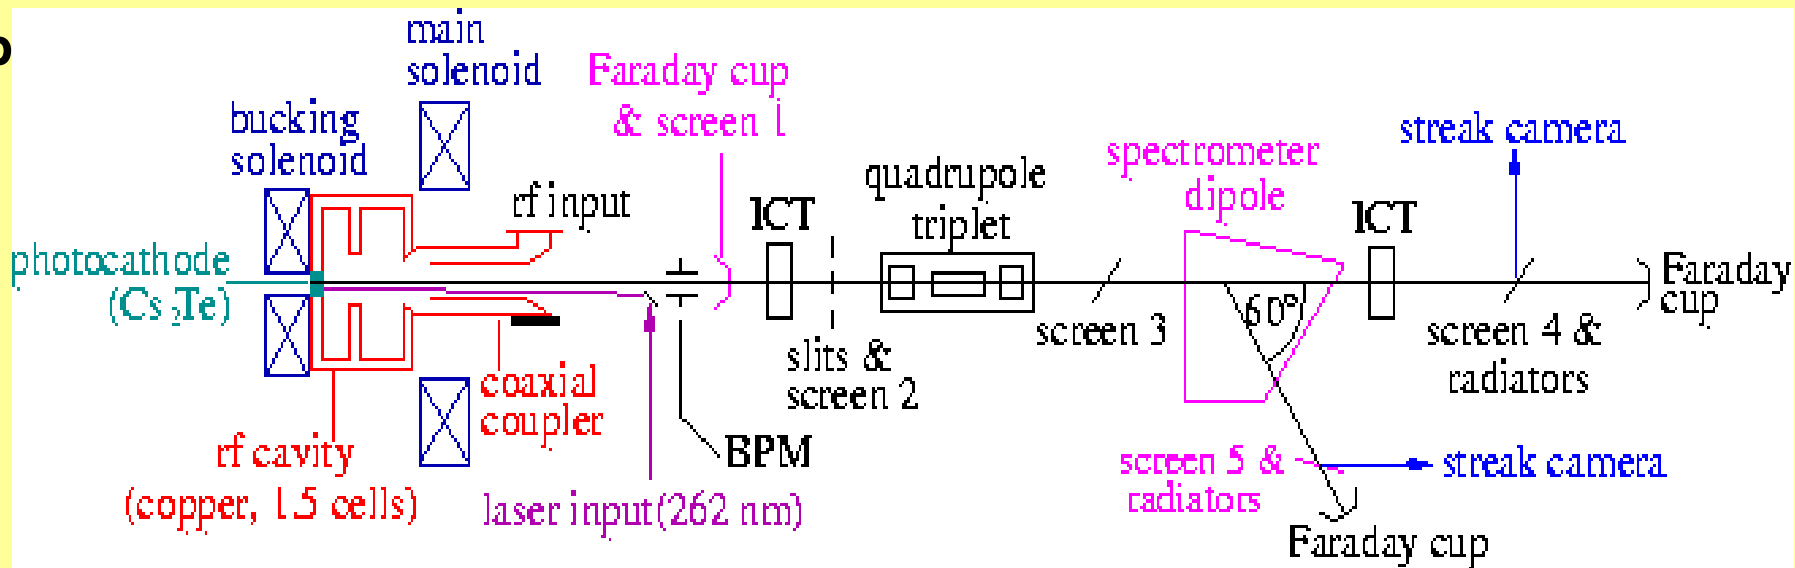 main
solenoid
Faraday cup
& screen 1
bucking
solenoid
streak camera
spectrometer
dipole
quadrupole
triplet
rf input
ICT
ICT
photocathode
(Cs₂Te)
Faraday
cup
60°
screen 3
screen 4 &
radiators
slits &
screen 2
coaxial
coupler
BPM
rf cavity
(copper, 1.5 cells)
laser input(262 nm)
screen 5 &
radiators
streak camera
Faraday cup